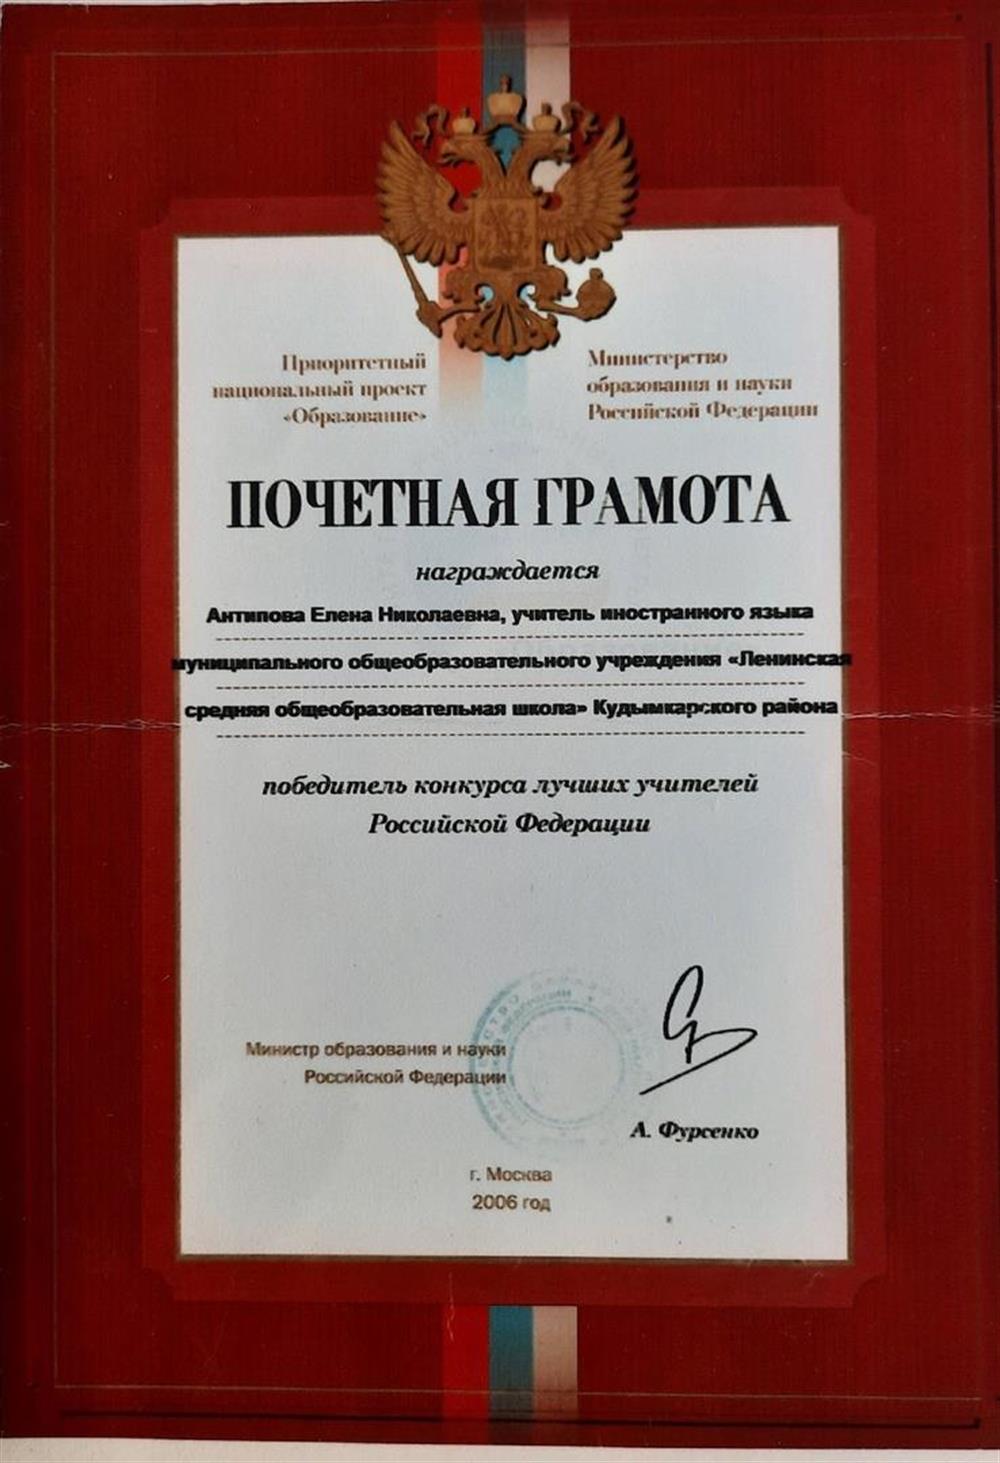 Приоритетный
национальный проект
«Образование»
Министерство
образования и науки
Российской Федерации
ПОЧЕТНАЯ ГРАМОТА
награждается
Антипова Елена Николаевна, учитель иностранного языка
муниципального общеобразовательного учреждения «Ленинская
средняя общеобразовательная школа» Кудымкарского района
победитель конкурса лучших учителей
Российской Федерации
Министр образования и науки
Российской Федерации
А. Фурсенко
г. Москва
2006 год